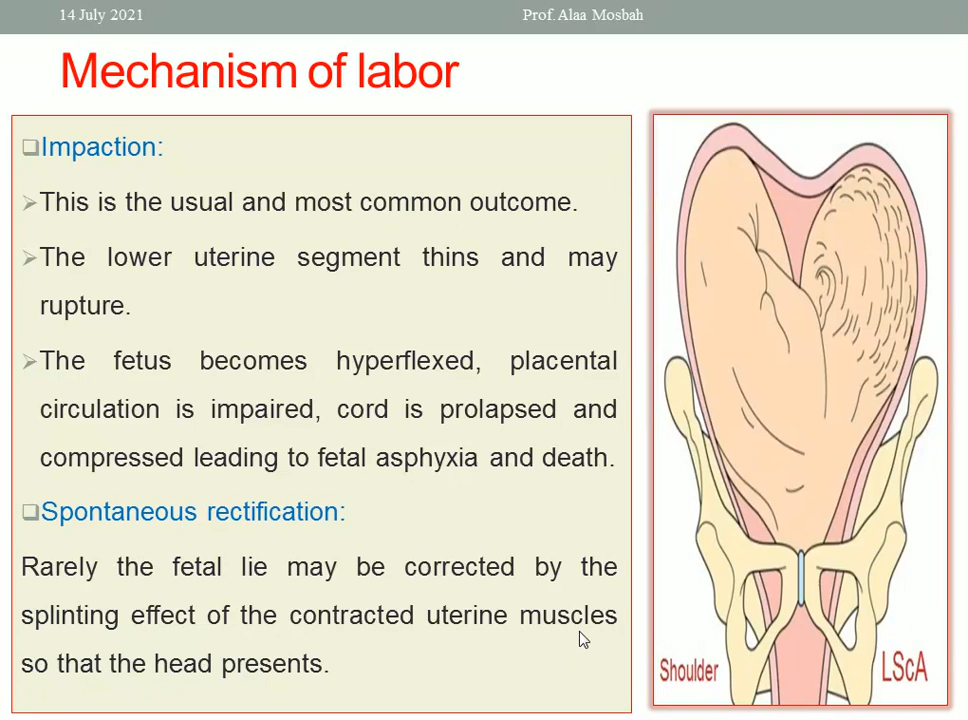 14 July 2021
Prof. Alaa Mosbah
Mechanism of labor
Impaction:
This is the usual and most common outcome.
The lower uterine segment thins and may
rupture.
The fetus becomes hyperflexed, placental
circulation is impaired, cord is prolapsed and
compressed leading to fetal asphyxia and death.
Spontaneous rectification:
Rarely the fetal lie may be corrected by the
splinting effect of the contracted uterine muscles
so that the head presents.
Shoulder
LScA